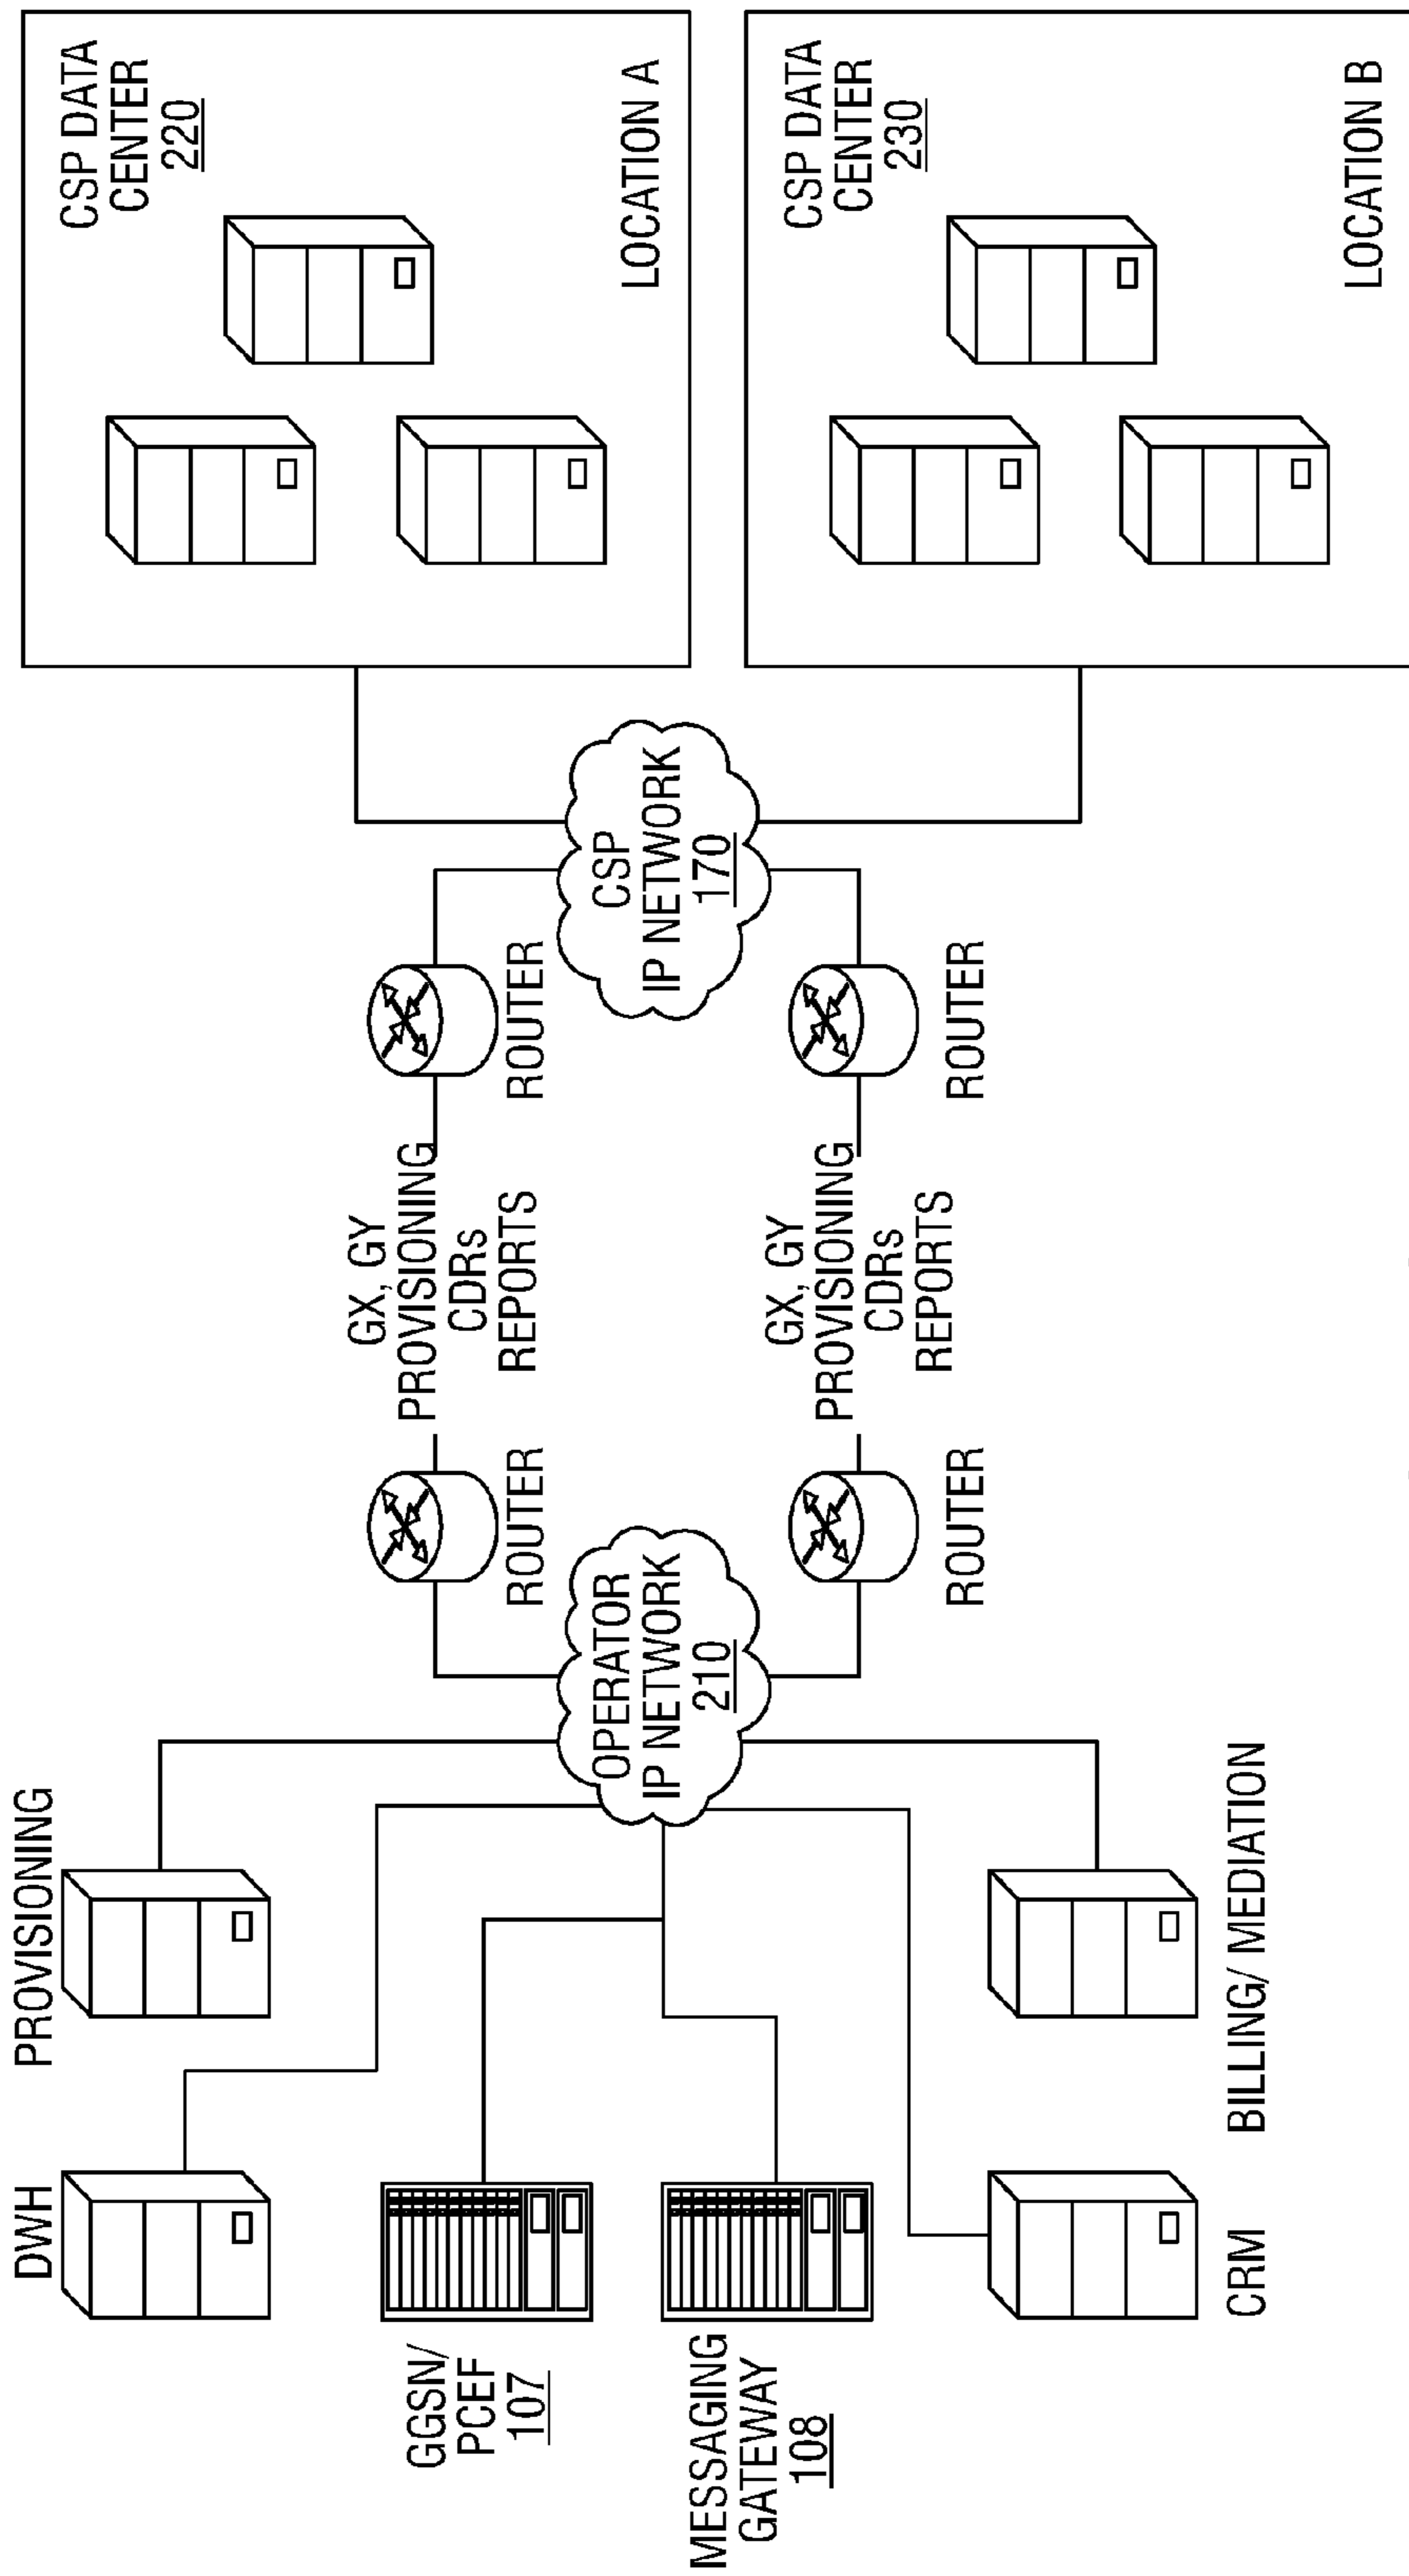 DWH
PROVISIONING
GGSN/
PCEF
107
MESSAGING
GATEWAY
108
CRM
BILLING/ MEDIATION
OPERATOR
IP NETWORK
210
ROUTER
ROUTER
GX, GY
PROVISIONING
CDRs
REPORTS
GX, GY
PROVISIONING
CDRs
REPORTS
ROUTER
ROUTER
CSP
IP NETWORK
170
CSP DATA
CENTER
220
LOCATION A
CSP DATA
CENTER
230
LOCATION B